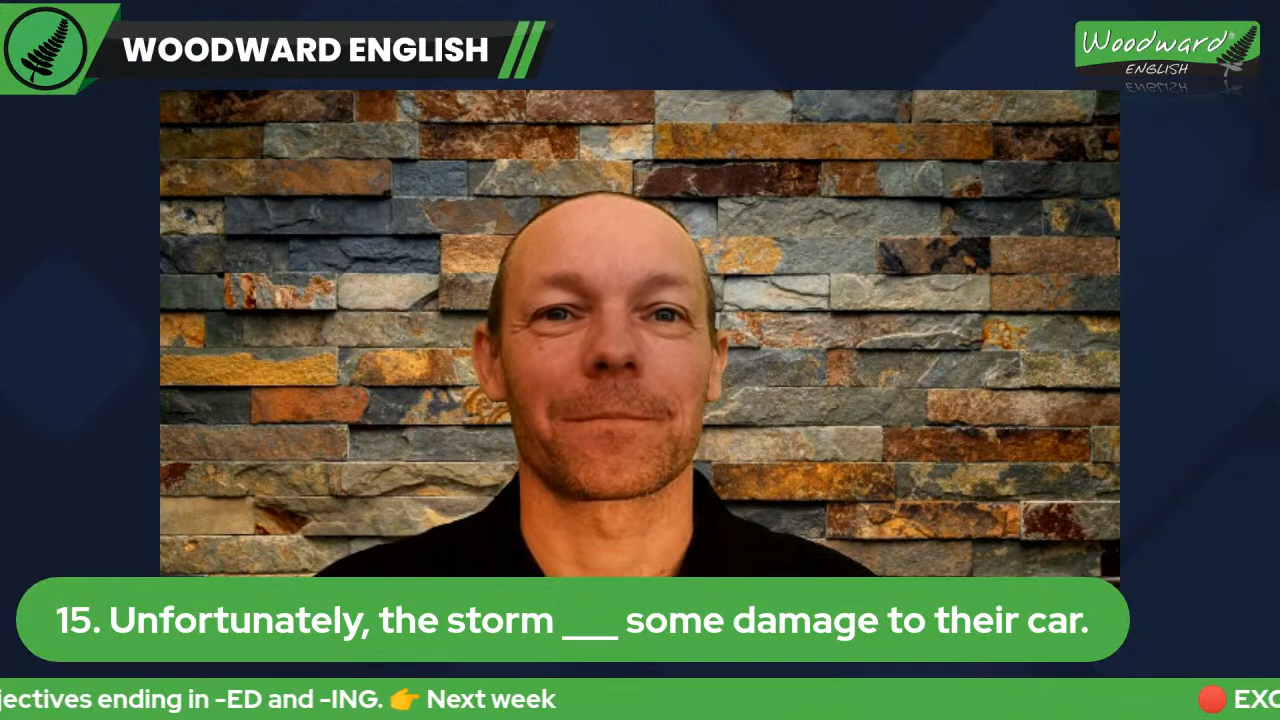 WOODWARD ENGLISH
Woodward®
ENGLISH
15. Unfortunately, the storm ___ some damage to their car.
jectives ending in -ED and -ING. 👉 Next week
🔴 EXC